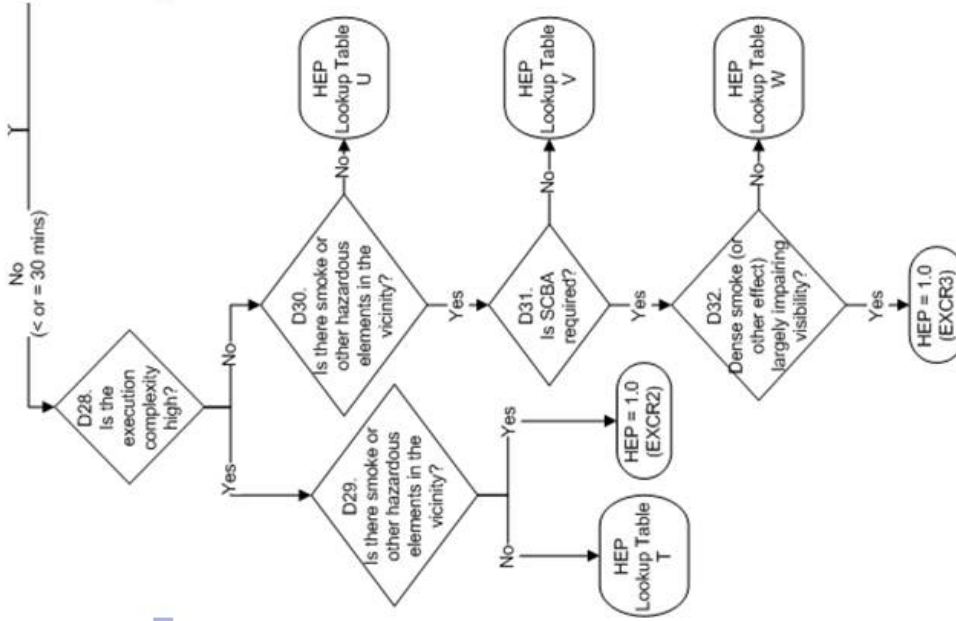 Y
No
(< or = 30 mins)
D28.
Is the
execution
complexity
high?
Yes
No
D29.
Is there smoke or
other hazardous
elements in the
vicinity?
No
Yes
HEP
Lookup Table
T
HEP = 1.0
(EXCR2)
D30.
Is there smoke or
other hazardous
elements in the
vicinity?
No
HEP
Lookup Table
U
Yes
D31.
Is SCBA
required?
No
HEP
Lookup Table
V
Yes
D32.
Dense smoke (or
other effect)
largely impairing
visibility?
No
HEP
Lookup Table
W
Yes
HEP = 1.0
(EXCR3)